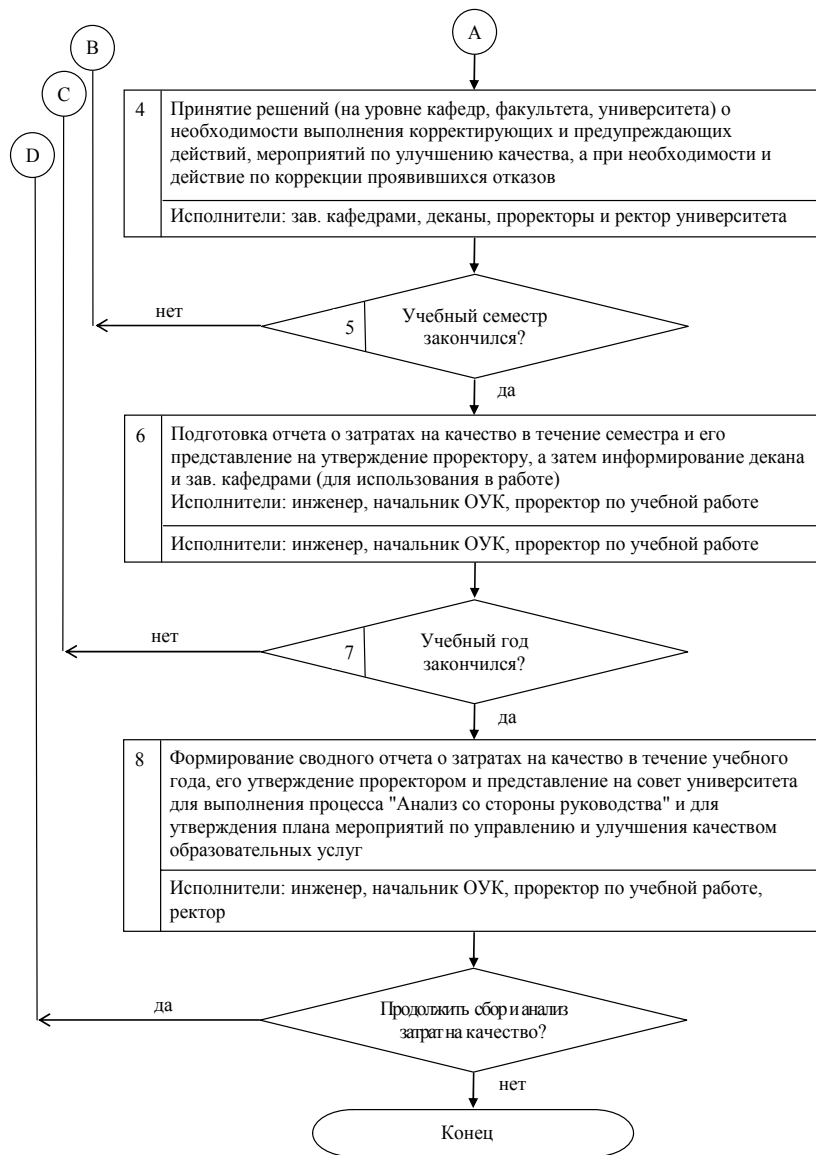 B
A
C
D
4
Принятие решений (на уровне кафедр, факультета, университета) о
необходимости выполнения корректирующих и предупреждающих
действий, мероприятий по улучшению качества, а при необходимости и
действие по коррекции проявившихся отказов
Исполнители: зав. кафедрами, деканы, проректоры и ректор университета
нет
5
Учебный семестр
закончился?
да
6
Подготовка отчета о затратах на качество в течение семестра и его
представление на утверждение проректору, а затем информирование декана
и зав. кафедрами (для использования в работе)
Исполнители: инженер, начальник ОУК, проректор по учебной работе
Исполнители: инженер, начальник ОУК, проректор по учебной работе
нет
7
Учебный год
закончился?
да
8
Формирование сводного отчета о затратах на качество в течение учебного
года, его утверждение проректором и представление на совет университета
для выполнения процесса "Анализ со стороны руководства" и для
утверждения плана мероприятий по управлению и улучшения качеством
образовательных услуг
Исполнители: инженер, начальник ОУК, проректор по учебной работе,
ректор
да
Продолжить сбор и анализ
затрат на качество?
нет
Конец